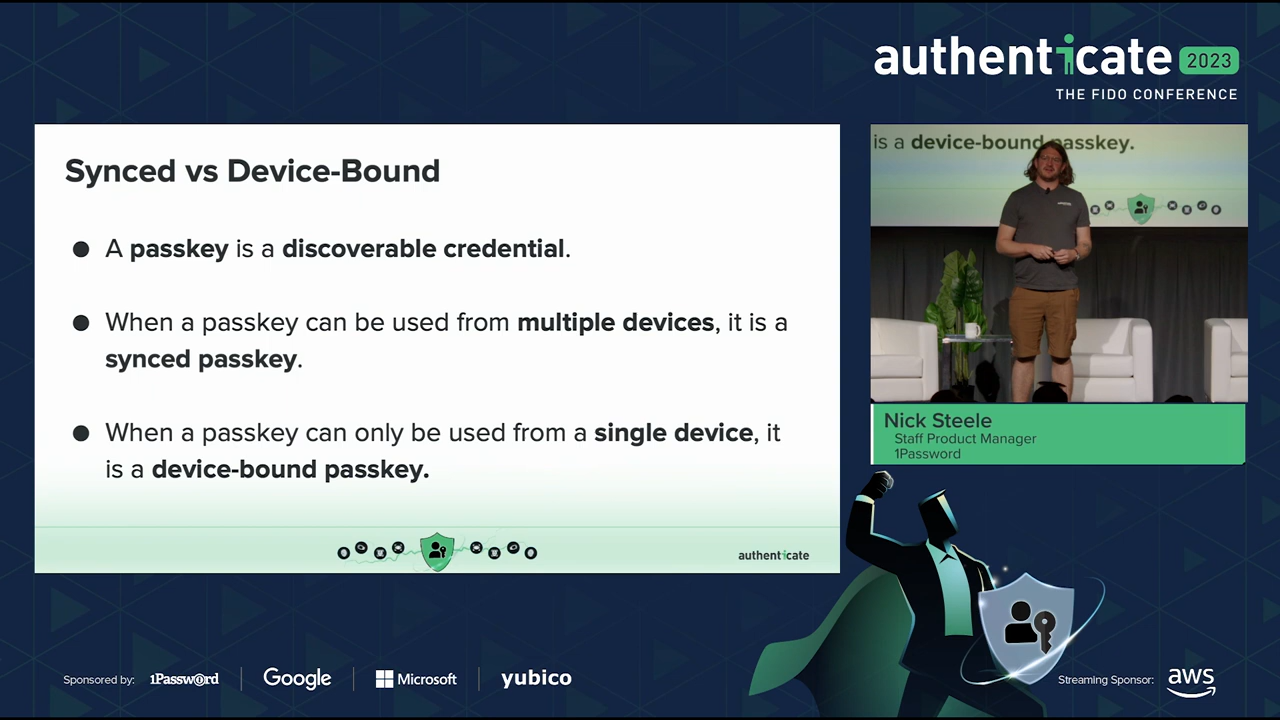 authenticate 2023
THE FIDO CONFERENCE
Synced vs Device-Bound
● A passkey is a discoverable credential.
● When a passkey can be used from multiple devices, it is a
synced passkey.
● When a passkey can only be used from a single device, it
is a device-bound passkey.
authenticate
is a device-bound passkey.
Nick Steele
Staff Product Manager
1Password
Sponsored by: 1Password Google Microsoft yubico
Streaming Sponsor: aws